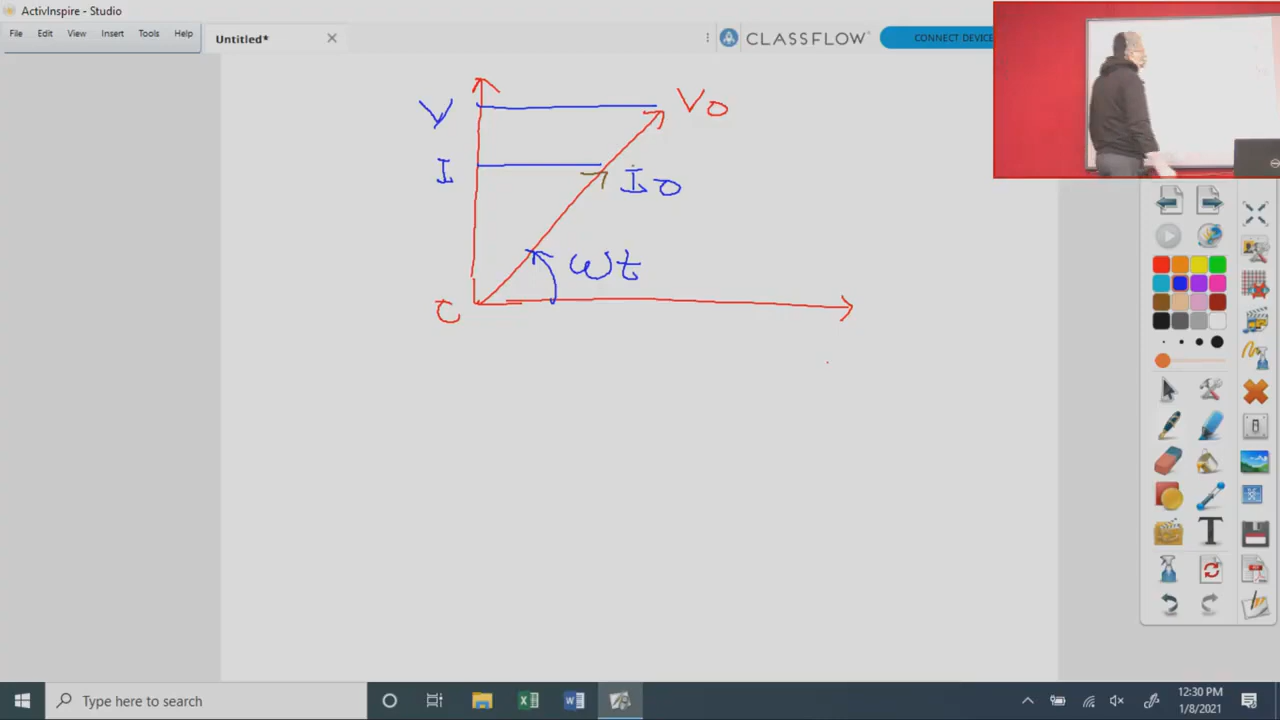 ActivInspire - Studio
File Edit View Insert Tools Help
Untitled*
CLASSFLOW
CONNECT DEVICE
V
Vo
I
Io
ωt
O
T
Type here to search
12:30 PM
1/8/2021